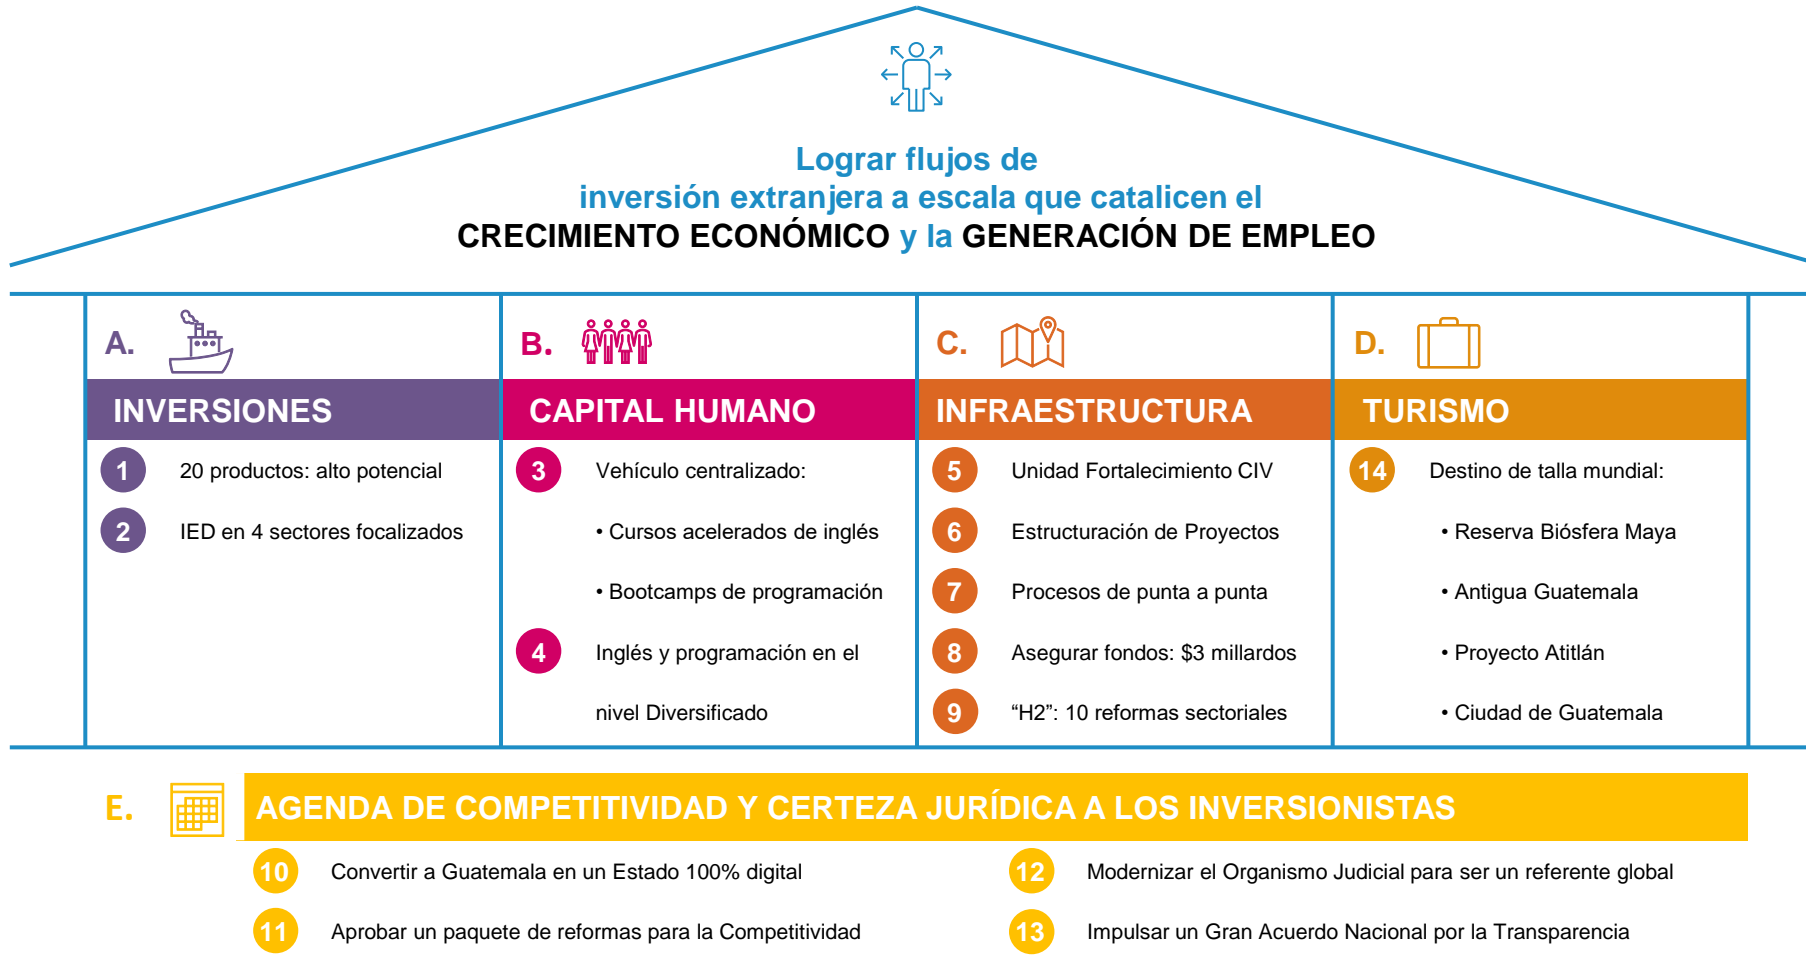 Lograr flujos de
inversión extranjera a escala que catalicen el
CRECIMIENTO ECONÓMICO y la GENERACIÓN DE EMPLEO
A.
INVERSIONES
1 20 productos: alto potencial
2 IED en 4 sectores focalizados
B.
CAPITAL HUMANO
3 Vehículo centralizado:
• Cursos acelerados de inglés
• Bootcamps de programación
4 Inglés y programación en el
nivel Diversificado
C.
INFRAESTRUCTURA
5 Unidad Fortalecimiento CIV
6 Estructuración de Proyectos
7 Procesos de punta a punta
8 Asegurar fondos: $3 millardos
9 “H2”: 10 reformas sectoriales
D.
TURISMO
14 Destino de talla mundial:
• Reserva Biósfera Maya
• Antigua Guatemala
• Proyecto Atitlán
• Ciudad de Guatemala
E. AGENDA DE COMPETITIVIDAD Y CERTEZA JURÍDICA A LOS INVERSIONISTAS
10 Convertir a Guatemala en un Estado 100% digital
11 Aprobar un paquete de reformas para la Competitividad
12 Modernizar el Organismo Judicial para ser un referente global
13 Impulsar un Gran Acuerdo Nacional por la Transparencia